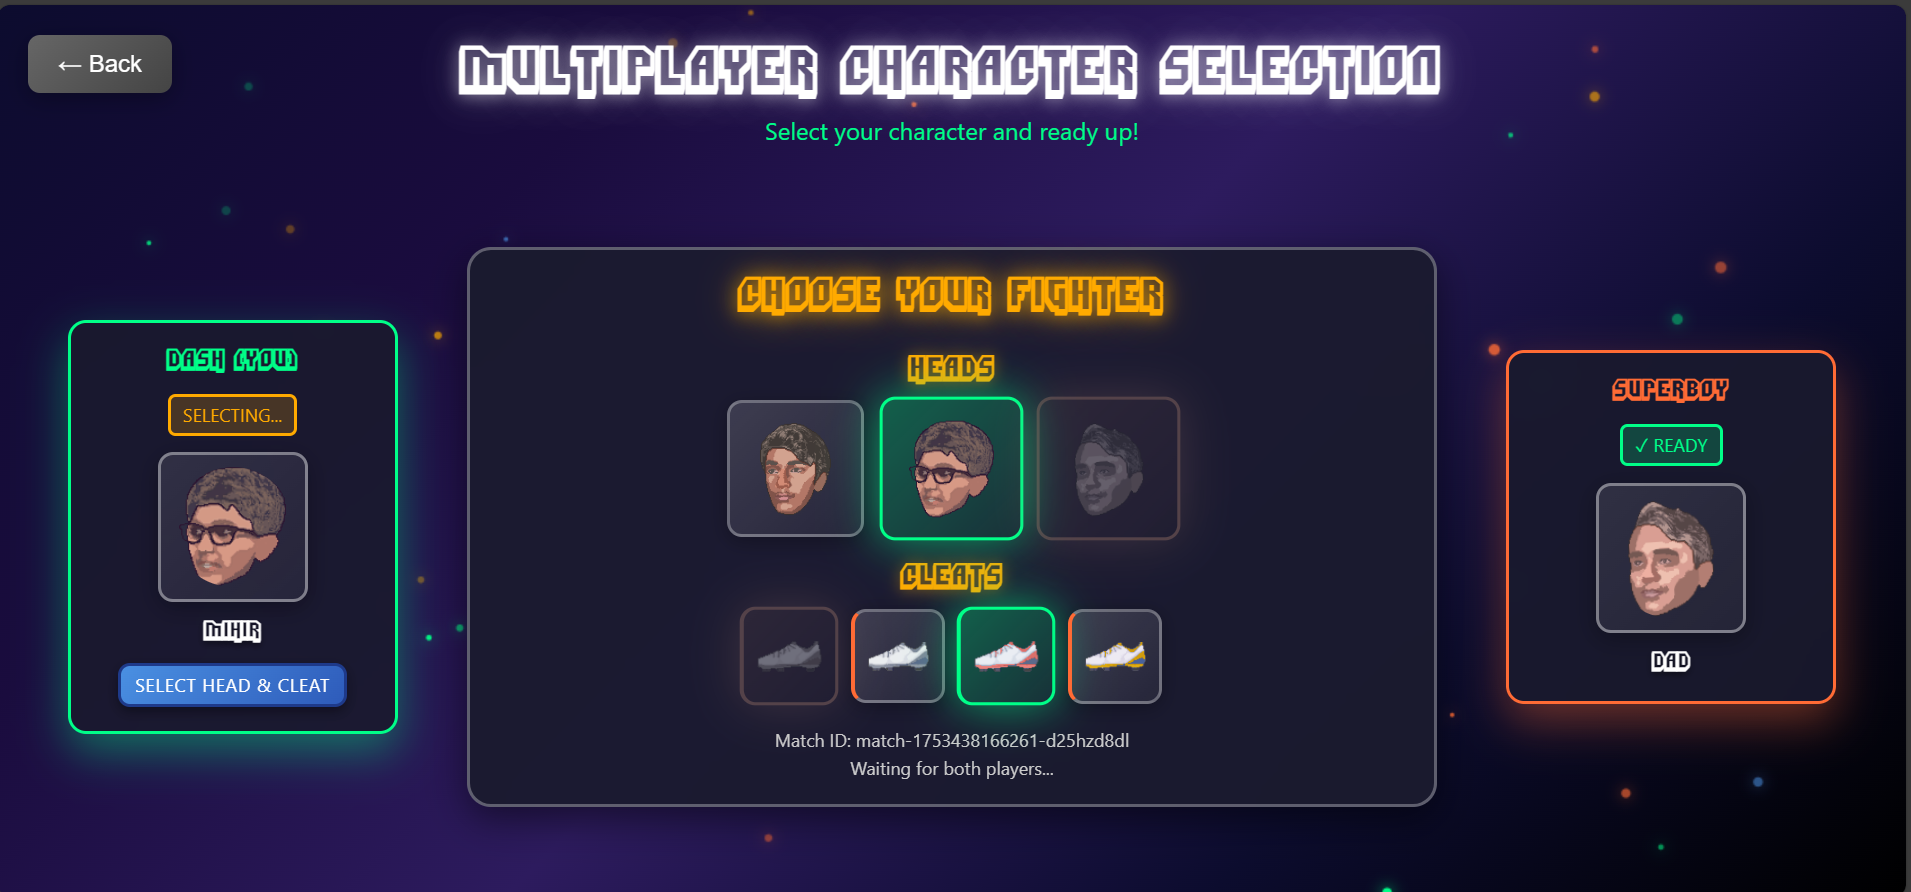 ← Back
MULTIPLAYER CHARACTER SELECTION
Select your character and ready up!
CHOOSE YOUR FIGHTER
HEADS
CLEATS
Match ID: match-1753438166261-d25hzd8dl
Waiting for both players...
DASH (YOU)
SELECTING...
MIHIR
SELECT HEAD & CLEAT
SUPERBOY
✓ READY
DAD